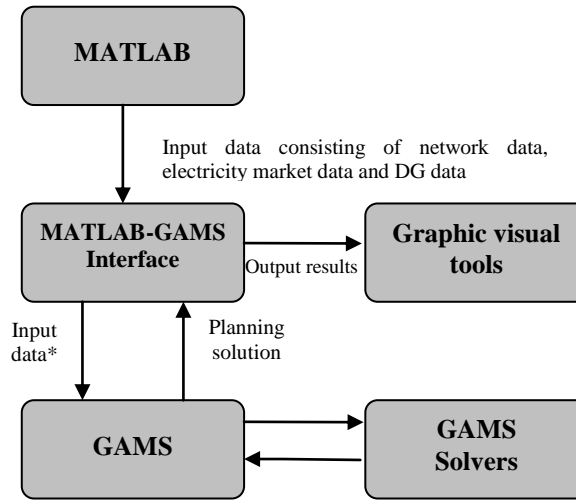 MATLAB
Input data consisting of network data,
electricity market data and DG data
MATLAB-GAMS
Interface
Output results
Graphic visual
tools
Input
data*
Planning
solution
GAMS
GAMS
Solvers